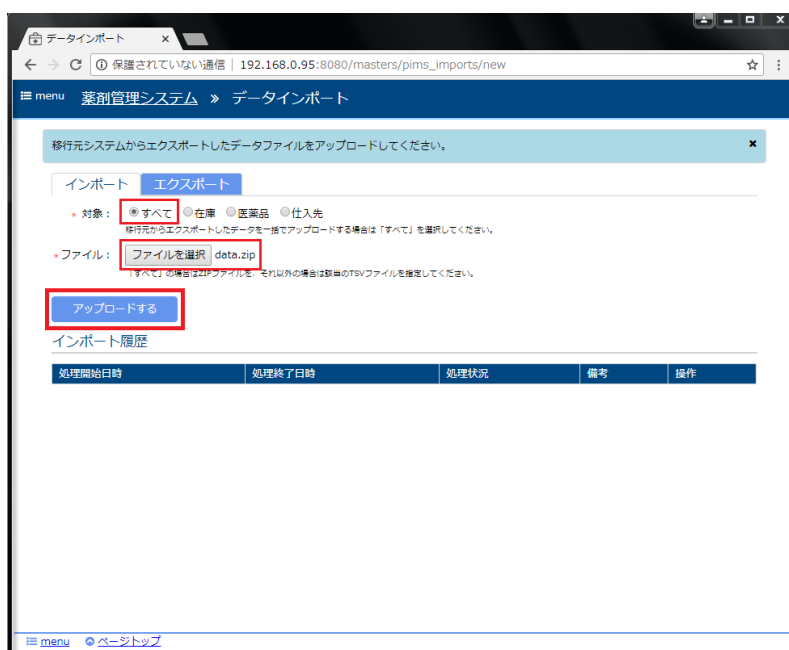 データインポート
保護されていない通信 | 192.168.0.95:8080/masters/pims_imports/new
menu 薬剤管理システム » データインポート
移行元システムからエクスポートしたデータファイルをアップロードしてください。
インポート エクスポート
* 対象： すべて 在庫 医薬品 仕入先
移行元からエクスポートしたデータを一括でアップロードする場合は「すべて」を選択してください。
*ファイル： ファイルを選択 data.zip
「すべて」の場合はZIPファイルを、それ以外の場合は該当のTSVファイルを指定してください。
アップロードする
インポート履歴
処理開始日時 処理終了日時 処理状況 備考 操作
menu ページトップ